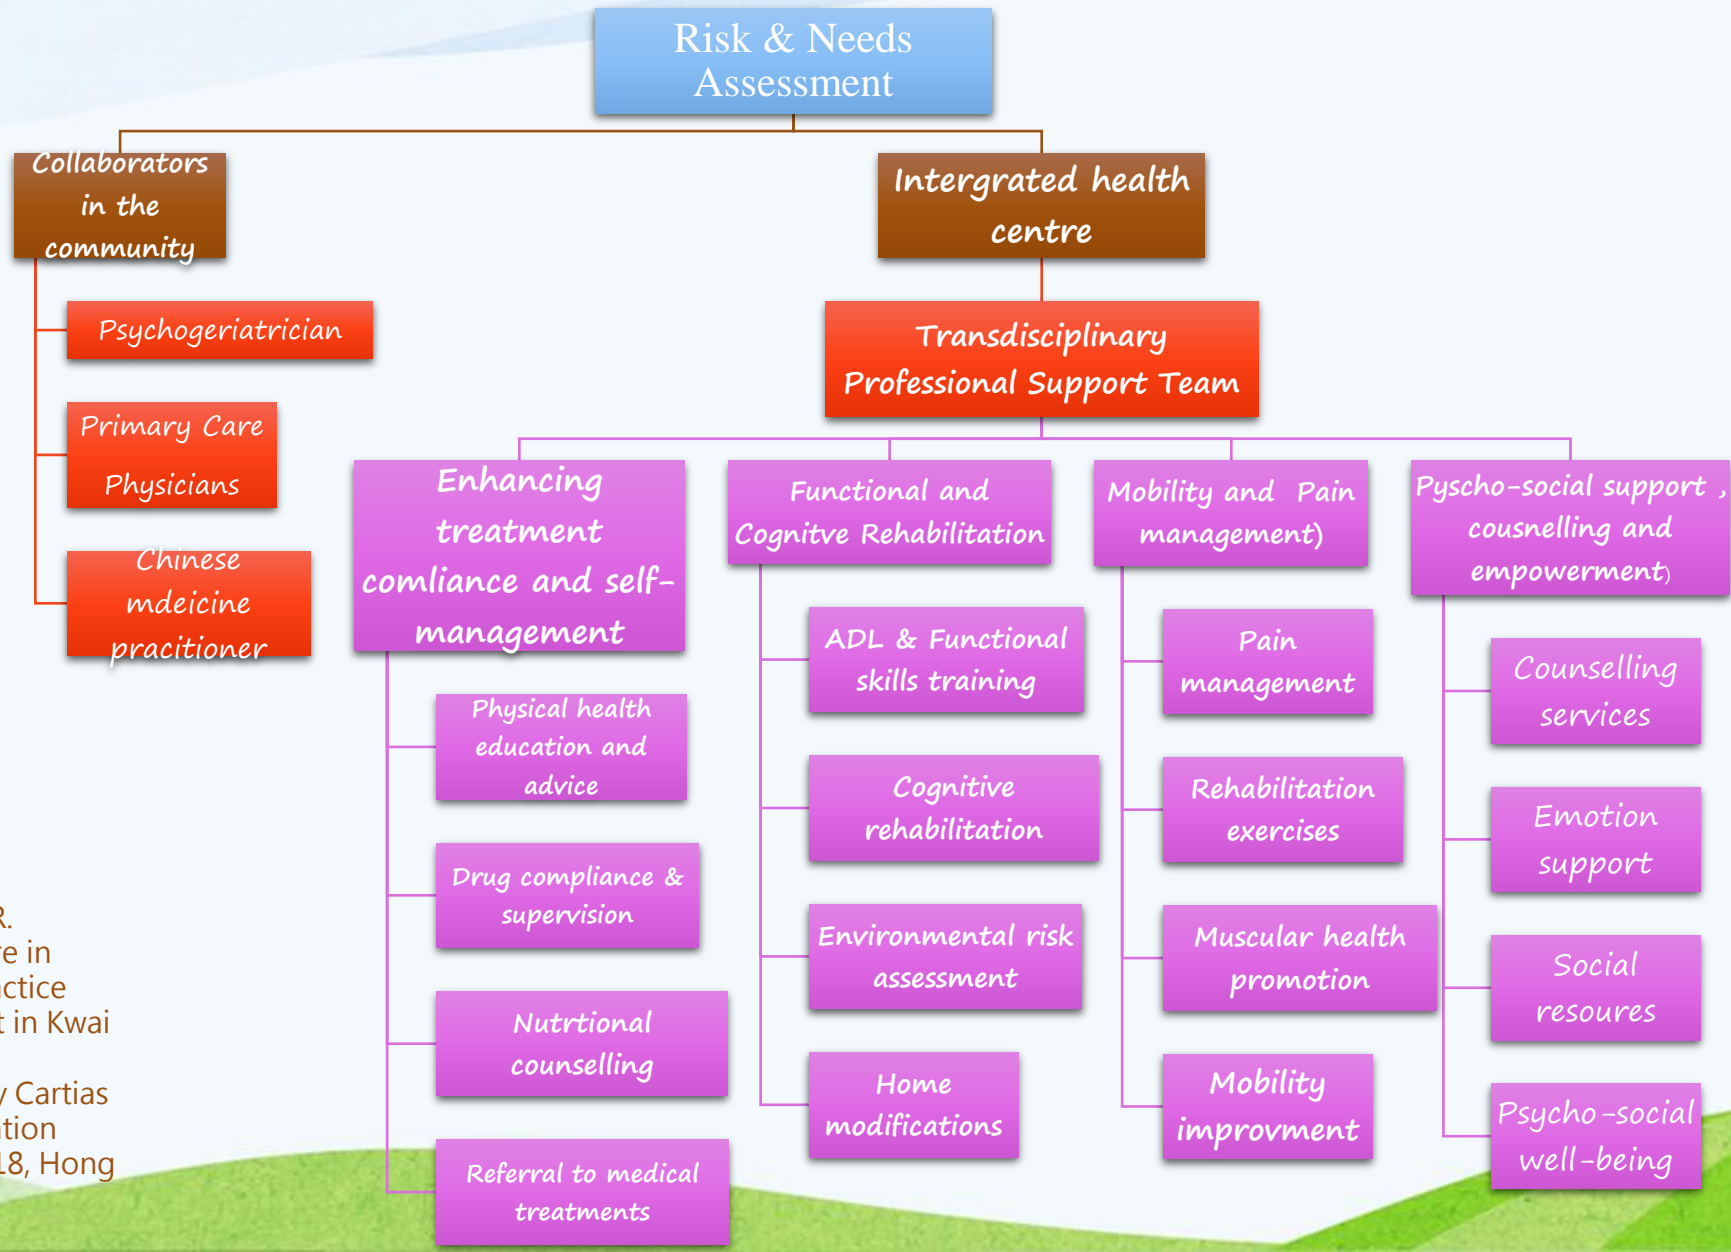 Risk & Needs
Assessment
Collaborators
in the
community
Intergrated health
centre
Psychogeriatrician
Primary Care
Physicians
Chinese
mdeicine
pracitioner
Transdisciplinary
Professional Support Team
Enhancing
treatment
comliance and self-
management
Physical health
education and
advice
Drug compliance &
supervision
Nutrtional
counselling
Referral to medical
treatments
Functional and
Cognitve Rehabilitation
ADL & Functional
skills training
Cognitive
rehabilitation
Environmental risk
assessment
Home
modifications
Mobility and Pain
management)
Pain
management
Rehabilitation
exercises
Muscular health
promotion
Mobility
improvment
Pyscho-social support ,
cousnelling and
empowerment)
Counselling
services
Emotion
support
Social
resoures
Psycho-social
well-being
R.
re in
actice
t in Kwai
y Cartias
ation
18, Hong